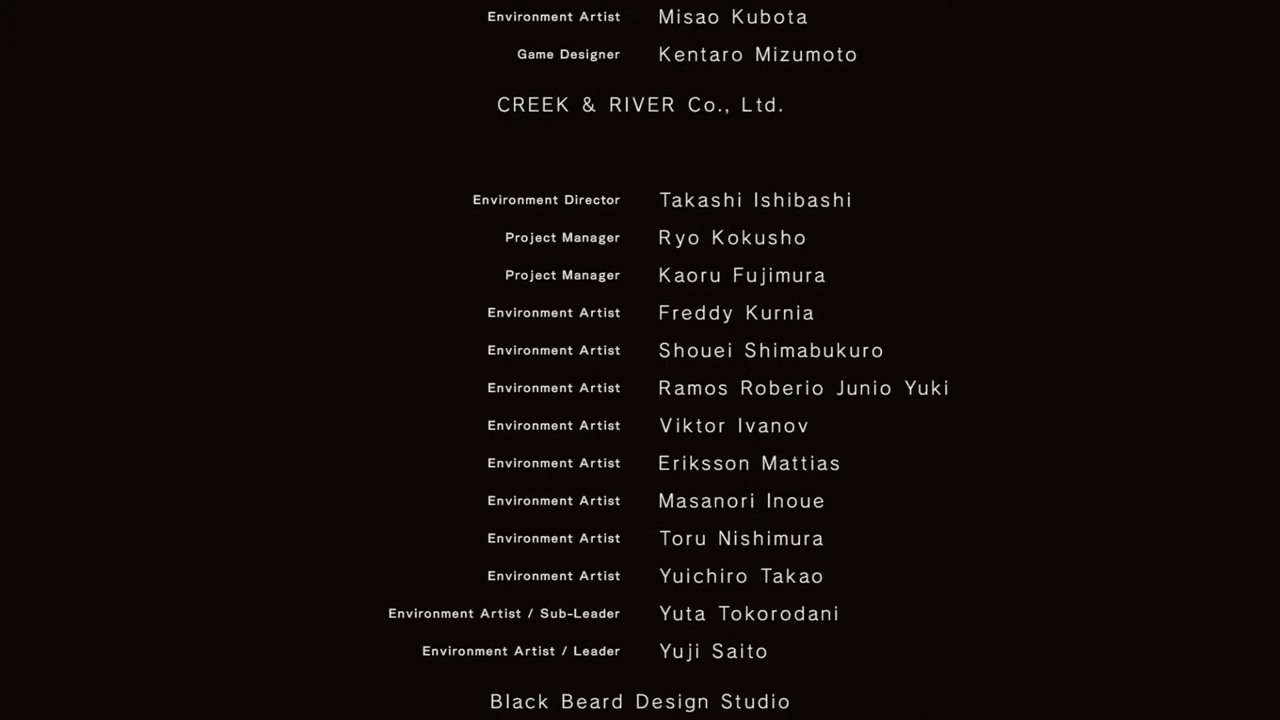 Environment Artist Misao Kubota
Game Designer Kentaro Mizumoto
CREEK & RIVER Co., Ltd.
Environment Director Takashi Ishibashi
Project Manager Ryo Kokusho
Project Manager Kaoru Fujimura
Environment Artist Freddy Kurnia
Environment Artist Shouei Shimabukuro
Environment Artist Ramos Roberio Junio Yuki
Environment Artist Viktor Ivanov
Environment Artist Eriksson Mattias
Environment Artist Masanori Inoue
Environment Artist Toru Nishimura
Environment Artist Yuichiro Takao
Environment Artist / Sub-Leader Yuta Tokorodani
Environment Artist / Leader Yuji Saito
Black Beard Design Studio